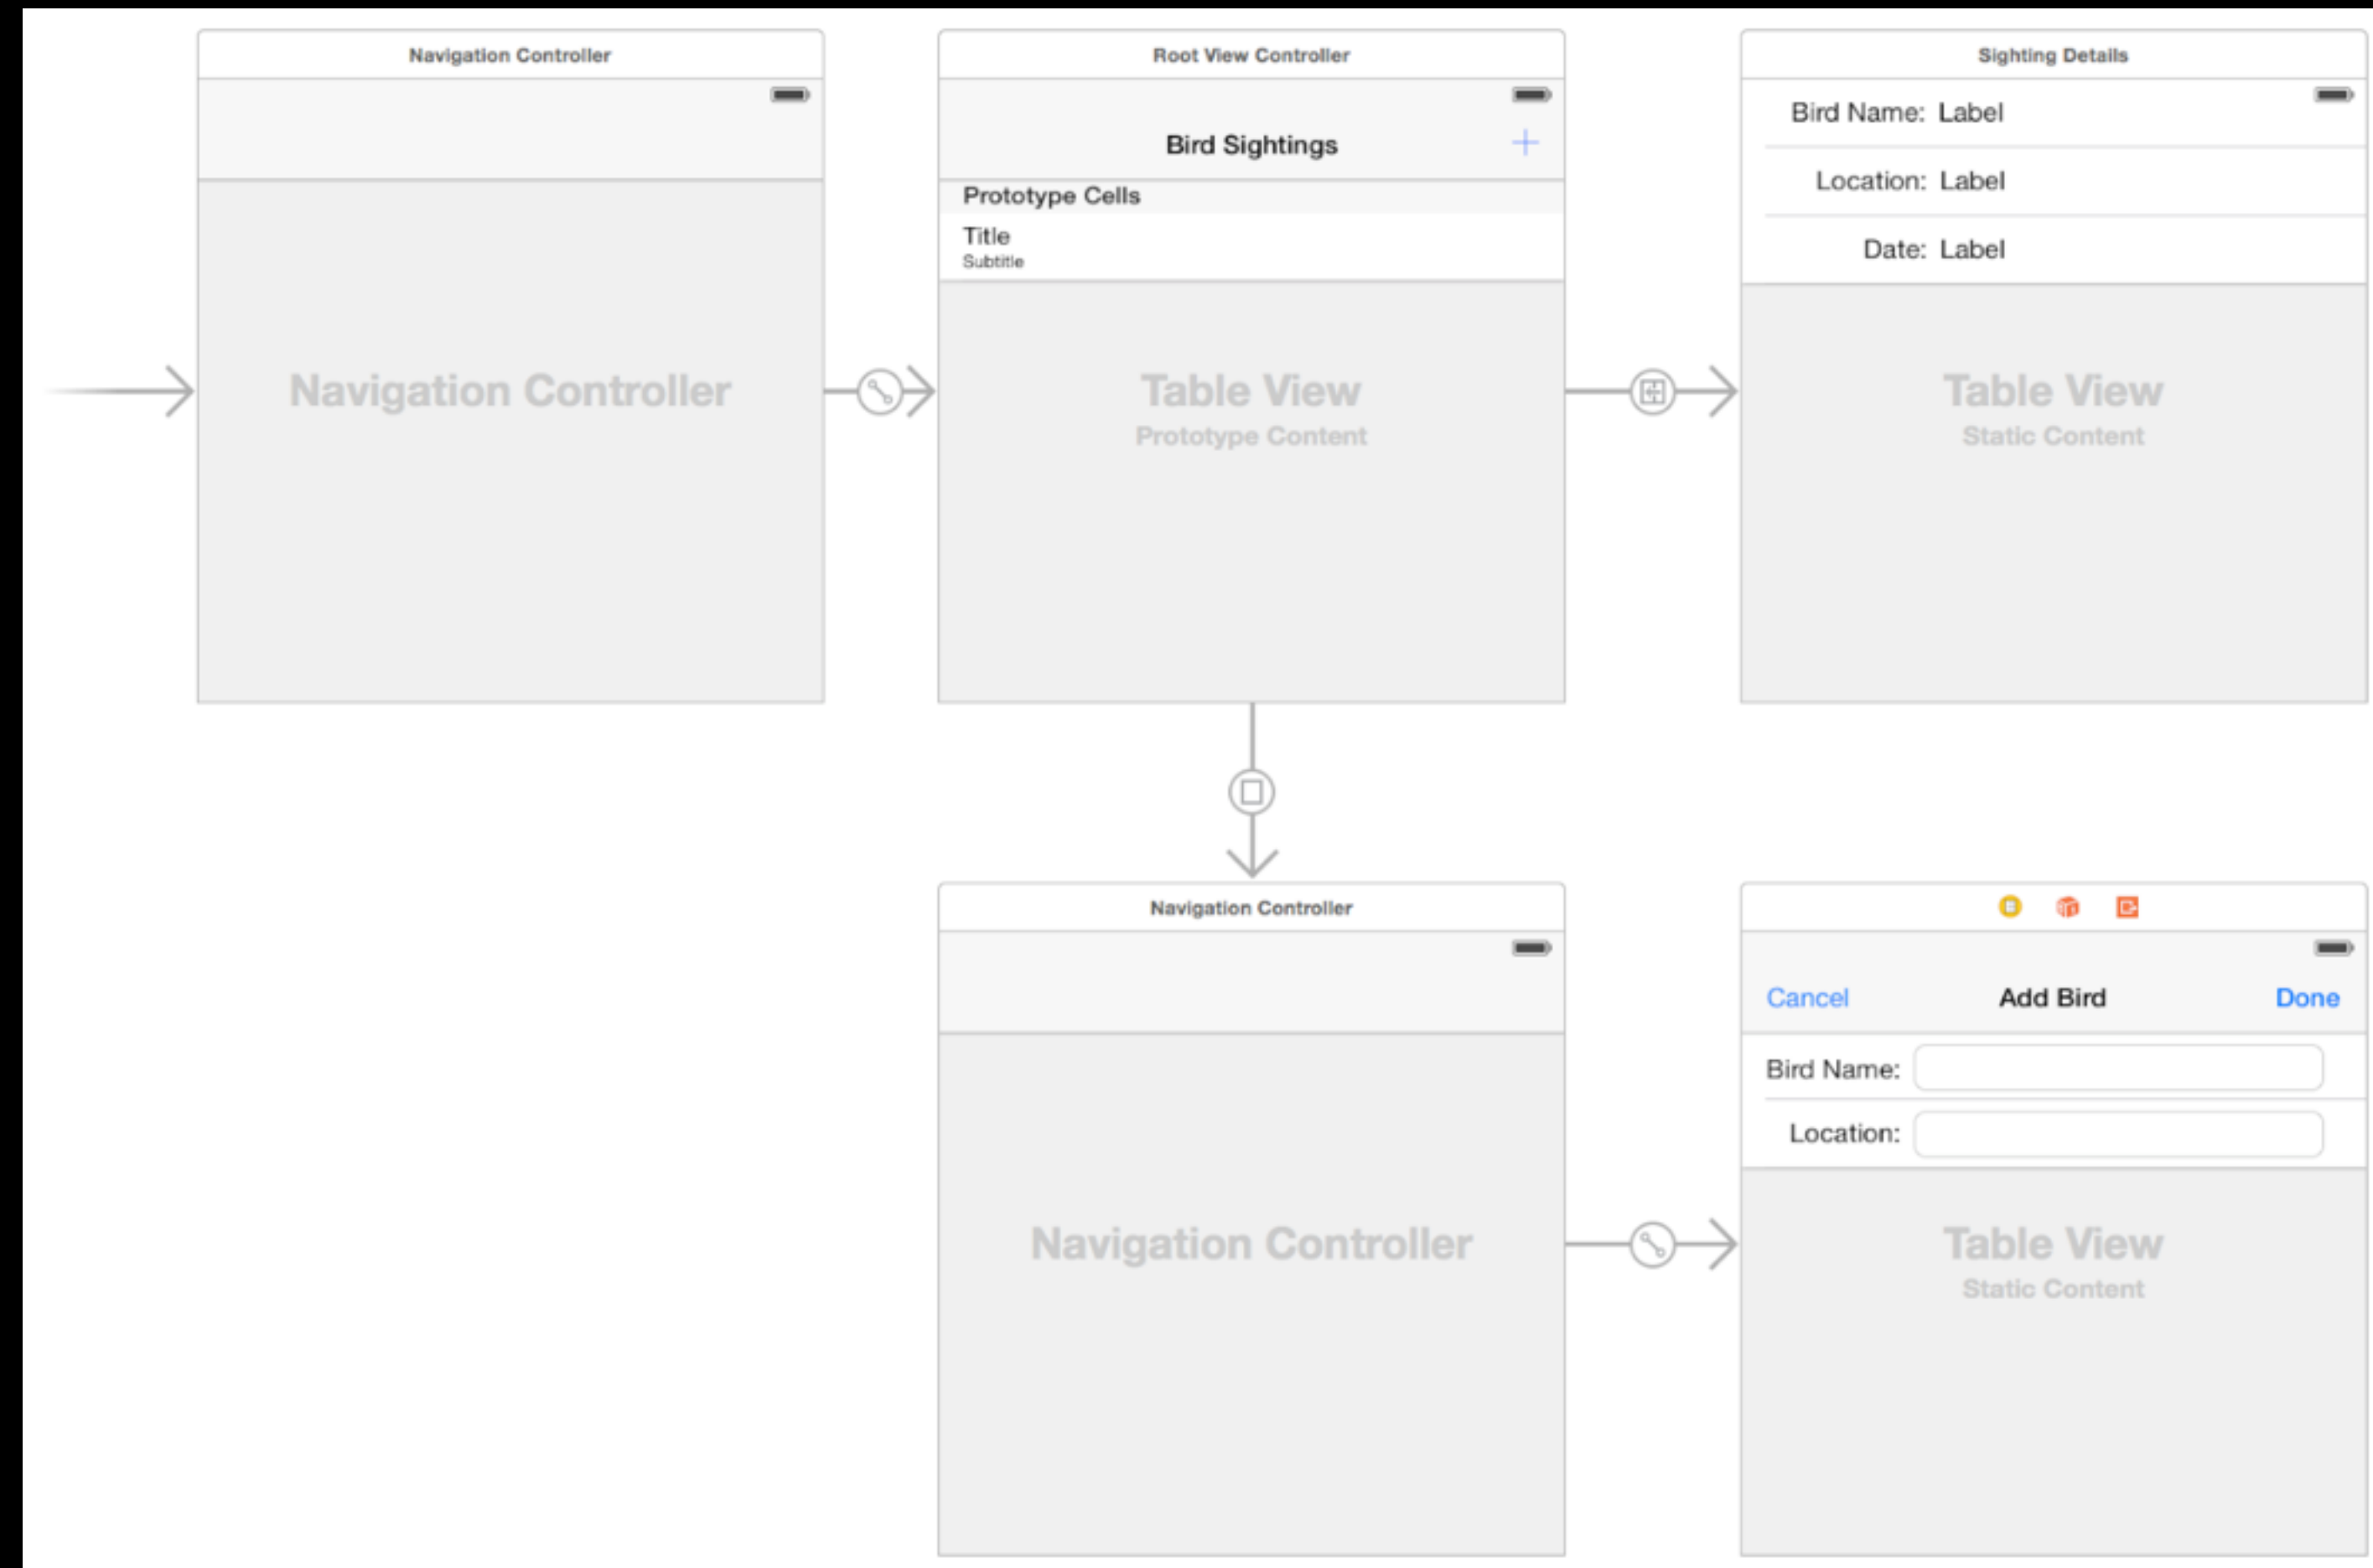 Navigation Controller
Navigation Controller
Root View Controller
Bird Sightings
+
Prototype Cells
Title
Subtitle
Table View
Prototype Content
Sighting Details
Bird Name: Label
Location: Label
Date: Label
Table View
Static Content
Navigation Controller
Navigation Controller
Cancel Add Bird Done
Bird Name:
Location:
Table View
Static Content